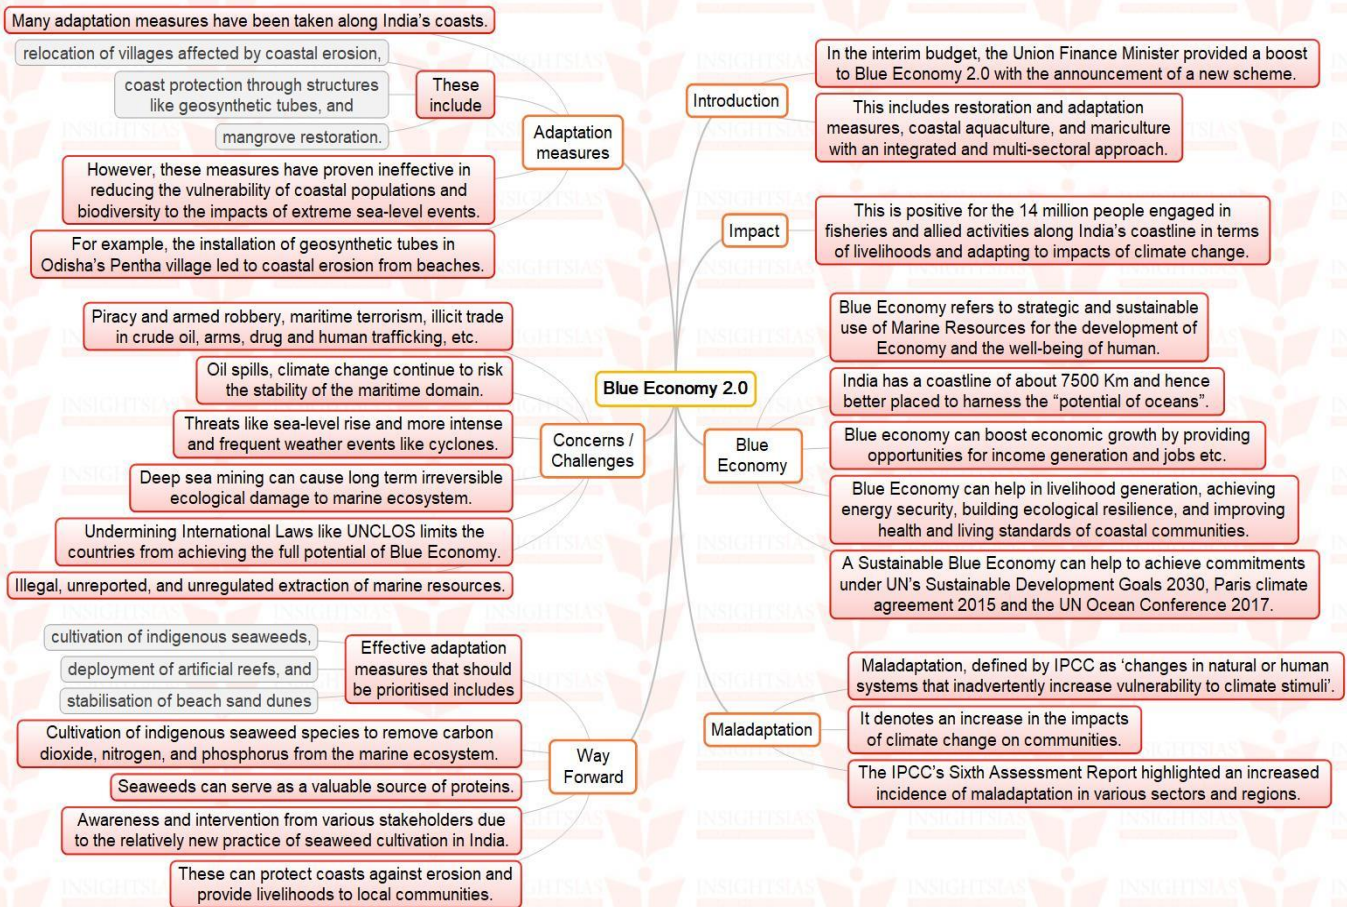 Blue Economy 2.0
Introduction
In the interim budget, the Union Finance Minister provided a boost
to Blue Economy 2.0 with the announcement of a new scheme.
This includes restoration and adaptation
measures, coastal aquaculture, and mariculture
with an integrated and multi-sectoral approach.
Impact
This is positive for the 14 million people engaged in
fisheries and allied activities along India's coastline in terms
of livelihoods and adapting to impacts of climate change.
Blue
Economy
Blue Economy refers to strategic and sustainable
use of Marine Resources for the development of
Economy and the well-being of human.
India has a coastline of about 7500 Km and hence
better placed to harness the “potential of oceans”.
Blue economy can boost economic growth by providing
opportunities for income generation and jobs etc.
Blue Economy can help in livelihood generation, achieving
energy security, building ecological resilience, and improving
health and living standards of coastal communities.
A Sustainable Blue Economy can help to achieve commitments
under UN's Sustainable Development Goals 2030, Paris climate
agreement 2015 and the UN Ocean Conference 2017.
Maladaptation
Maladaptation, defined by IPCC as ‘changes in natural or human
systems that inadvertently increase vulnerability to climate stimuli’.
It denotes an increase in the impacts
of climate change on communities.
The IPCC's Sixth Assessment Report highlighted an increased
incidence of maladaptation in various sectors and regions.
Adaptation
measures
Many adaptation measures have been taken along India's coasts.
These
include
relocation of villages affected by coastal erosion,
coast protection through structures
like geosynthetic tubes, and
mangrove restoration.
However, these measures have proven ineffective in
reducing the vulnerability of coastal populations and
biodiversity to the impacts of extreme sea-level events.
For example, the installation of geosynthetic tubes in
Odisha's Pentha village led to coastal erosion from beaches.
Concerns /
Challenges
Piracy and armed robbery, maritime terrorism, illicit trade
in crude oil, arms, drug and human trafficking, etc.
Oil spills, climate change continue to risk
the stability of the maritime domain.
Threats like sea-level rise and more intense
and frequent weather events like cyclones.
Deep sea mining can cause long term irreversible
ecological damage to marine ecosystem.
Undermining International Laws like UNCLOS limits the
countries from achieving the full potential of Blue Economy.
Illegal, unreported, and unregulated extraction of marine resources.
Way
Forward
Effective adaptation
measures that should
be prioritised includes
cultivation of indigenous seaweeds,
deployment of artificial reefs, and
stabilisation of beach sand dunes
Cultivation of indigenous seaweed species to remove carbon
dioxide, nitrogen, and phosphorus from the marine ecosystem.
Seaweeds can serve as a valuable source of proteins.
Awareness and intervention from various stakeholders due
to the relatively new practice of seaweed cultivation in India.
These can protect coasts against erosion and
provide livelihoods to local communities.
INSIGHTSIAS